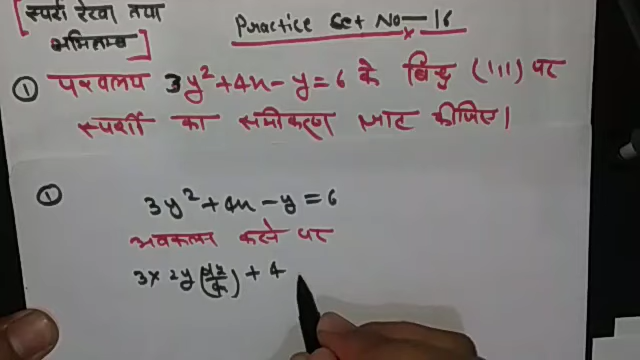 [स्पर्श रेखा तथा
अभिलम्ब]
Practice Set No – 16
① परवलय 3y² + 4x - y = 6 के बिन्दु (1,1) पर
स्पर्शी का समीकरण ज्ञात कीजिए।
① 3y² + 4x - y = 6
अवकलन करने पर
3 × 2y (dy/dx) + 4